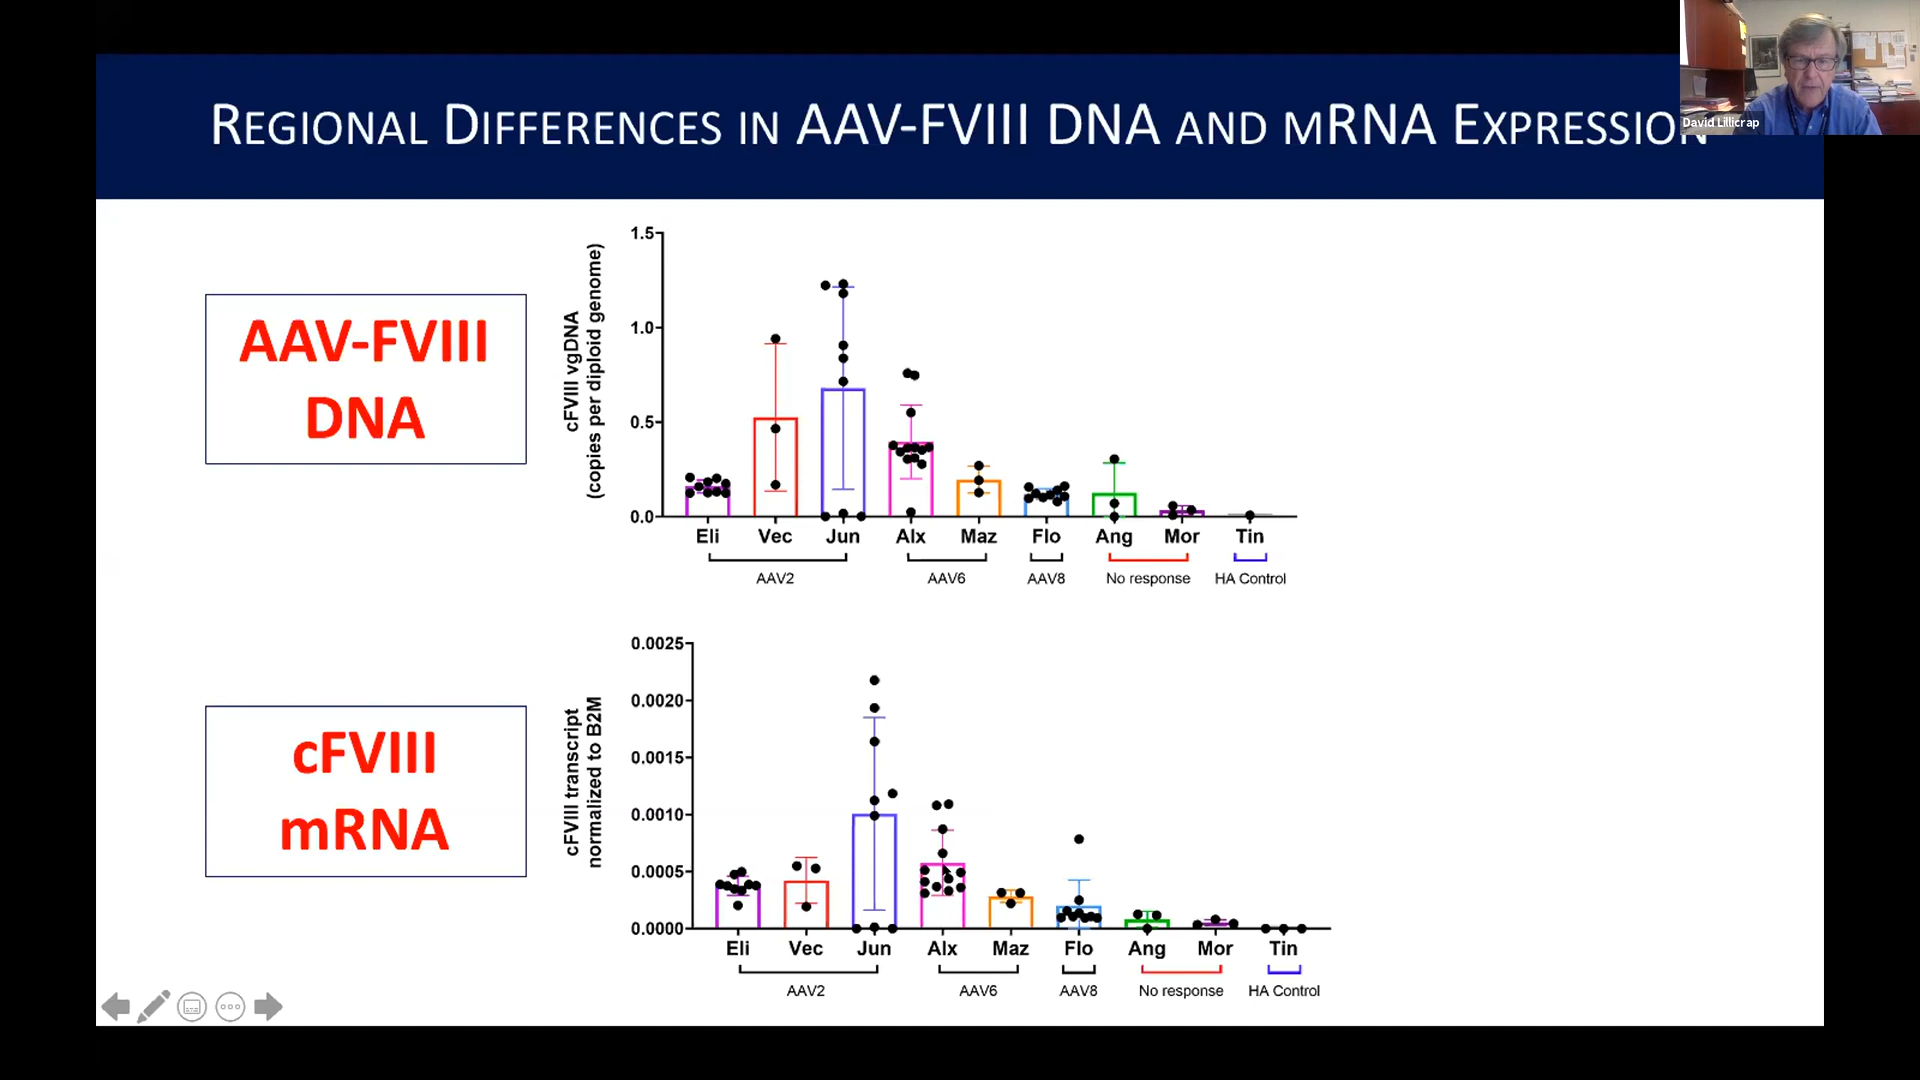 REGIONAL DIFFERENCES IN AAV-FVIII DNA AND MRNA EXPRESSION
David Lillicrap
AAV-FVIII
DNA
cFVIII vgDNA
(copies per diploid genome)
1.5
1.0
0.5
0.0
Eli Vec Jun Alx Maz Flo Ang Mor Tin
AAV2 AAV6 AAV8 No response HA Control
cFVIII
mRNA
cFVIII transcript
normalized to B2M
0.0025
0.0020
0.0015
0.0010
0.0005
0.0000
Eli Vec Jun Alx Maz Flo Ang Mor Tin
AAV2 AAV6 AAV8 No response HA Control